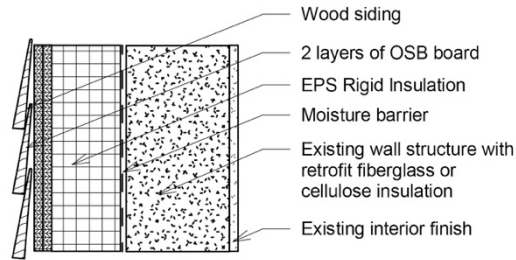 Wood siding
2 layers of OSB board
EPS Rigid Insulation
Moisture barrier
Existing wall structure with
retrofit fiberglass or
cellulose insulation
Existing interior finish